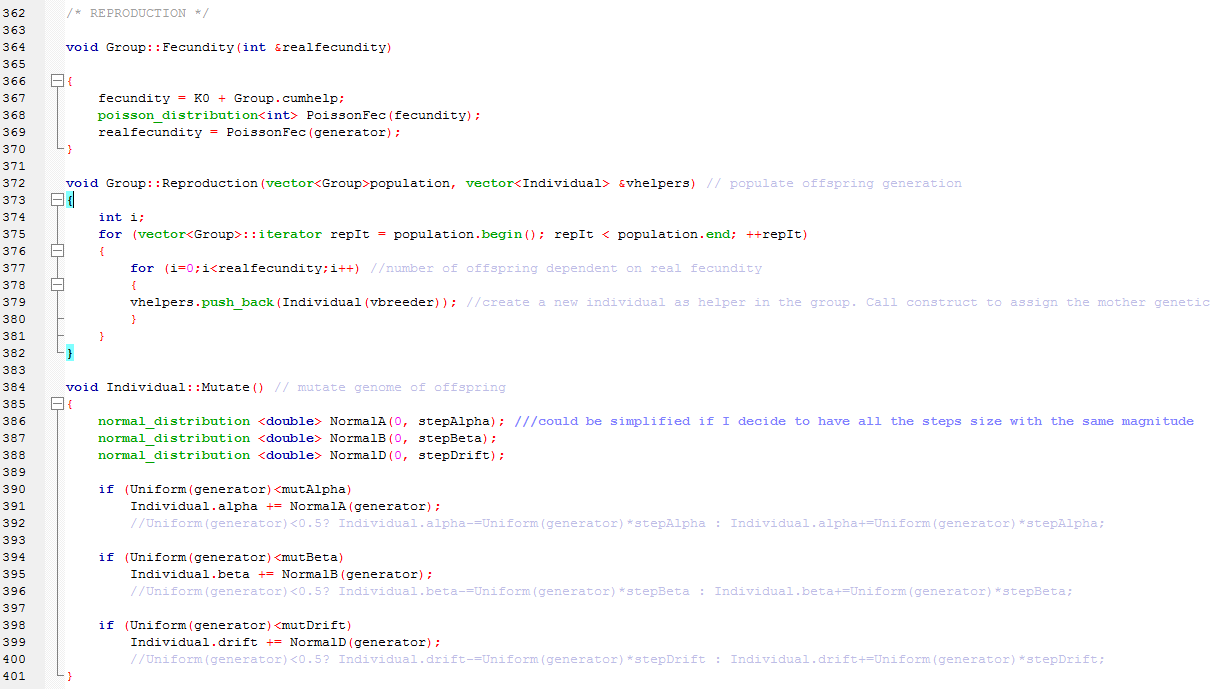 362 /* REPRODUCTION */
363
364 void Group::Fecundity(int &realfecundity)
365
366 {
367 fecundity = K0 + Group.cumhelp;
368 poisson_distribution<int> PoissonFec(fecundity);
369 realfecundity = PoissonFec(generator);
370 }
371
372 void Group::Reproduction(vector<Group>population, vector<Individual> &vhelpers) // populate offspring generation
373 {
374 int i;
375 for (vector<Group>::iterator repIt = population.begin(); repIt < population.end; ++repIt)
376 {
377 for (i=0;i<realfecundity;i++) //number of offspring dependent on real fecundity
378 {
379 vhelpers.push_back(Individual(vbreeder)); //create a new individual as helper in the group. Call construct to assign the mother genetic
380 }
381 }
382 }
383
384 void Individual::Mutate() // mutate genome of offspring
385 {
386 normal_distribution <double> NormalA(0, stepAlpha); ///could be simplified if I decide to have all the steps size with the same magnitude
387 normal_distribution <double> NormalB(0, stepBeta);
388 normal_distribution <double> NormalD(0, stepDrift);
389
390 if (Uniform(generator)<mutAlpha)
391 Individual.alpha += NormalA(generator);
392 //Uniform(generator)<0.5? Individual.alpha-=Uniform(generator)*stepAlpha : Individual.alpha+=Uniform(generator)*stepAlpha;
393
394 if (Uniform(generator)<mutBeta)
395 Individual.beta += NormalB(generator);
396 //Uniform(generator)<0.5? Individual.beta-=Uniform(generator)*stepBeta : Individual.beta+=Uniform(generator)*stepBeta;
397
398 if (Uniform(generator)<mutDrift)
399 Individual.drift += NormalD(generator);
400 //Uniform(generator)<0.5? Individual.drift-=Uniform(generator)*stepDrift : Individual.drift+=Uniform(generator)*stepDrift;
401 }